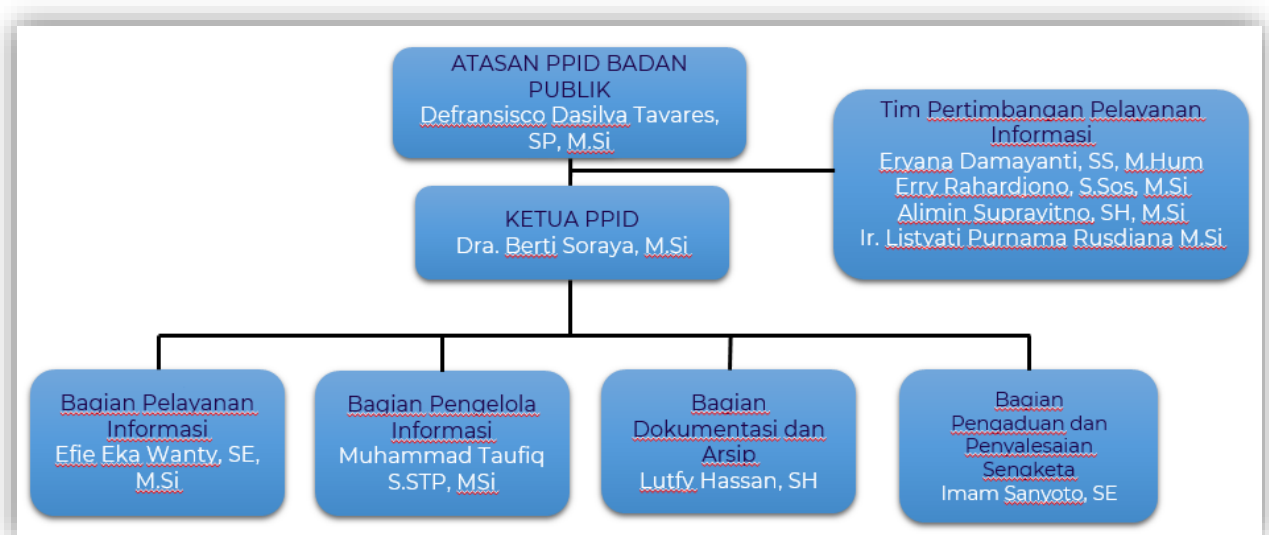 ATASAN PPID BADAN
PUBLIK
Defransisco Dasilva Tavares,
SP, M.Si
Tim Pertimbangan Pelayanan
Informasi
Eryana Damayanti, SS, M.Hum
Erry Rahardjono, S.Sos, M.Si
Alimin Suprayitno, SH, M.Si
Ir. Listyati Purnama Rusdiana M.Si
KETUA PPID
Dra. Berti Soraya, M.Si
Bagian Pelayanan
Informasi
Efie Eka Wanty, SE,
M.Si
Bagian Pengelola
Informasi
Muhammad Taufiq
S.STP, MSi
Bagian
Dokumentasi dan
Arsip
Lutfy Hassan, SH
Bagian
Pengaduan dan
Penyalesaian
Sengketa
Imam Sanyoto, SE